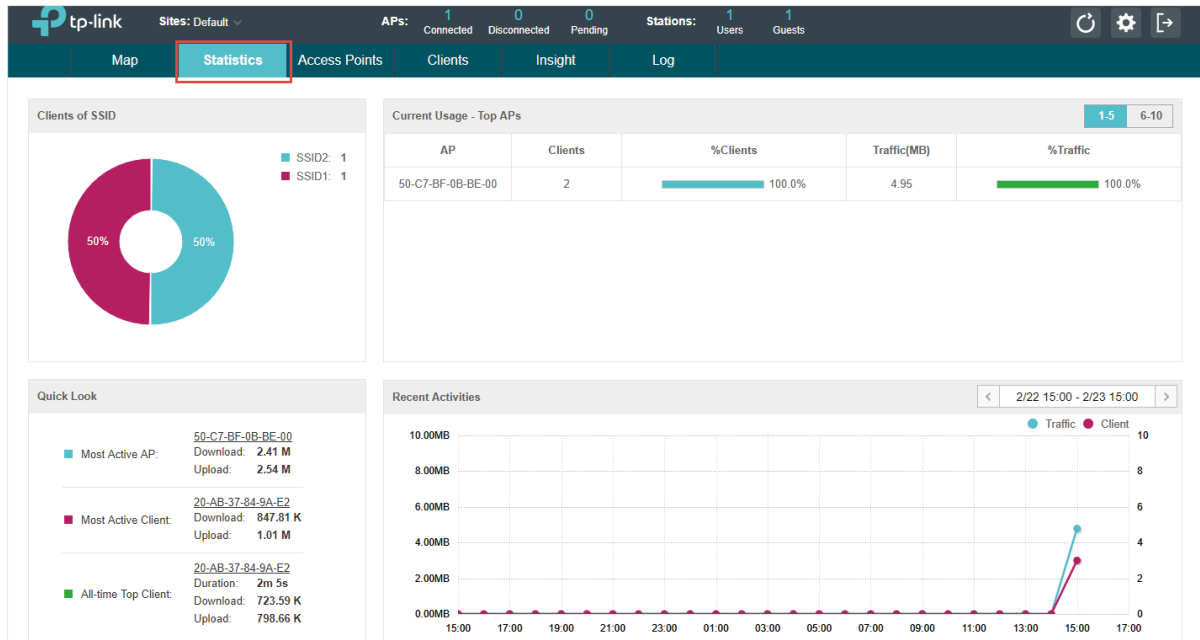 tp-link Sites: Default APs: 1 Connected 0 Disconnected 0 Pending Stations: 1 Users 1 Guests
Map Statistics Access Points Clients Insight Log
Clients of SSID
SSID2: 1
SSID1: 1
50% 50%
Current Usage - Top APs 1-5 6-10
AP Clients %Clients Traffic(MB) %Traffic
50-C7-BF-0B-BE-00 2 100.0% 4.95 100.0%
Quick Look
Most Active AP:
50-C7-BF-0B-BE-00
Download: 2.41 M
Upload: 2.54 M
Most Active Client:
20-AB-37-84-9A-E2
Download: 847.81 K
Upload: 1.01 M
All-time Top Client:
20-AB-37-84-9A-E2
Duration: 2m 5s
Download: 723.59 K
Upload: 798.66 K
Recent Activities < 2/22 15:00 - 2/23 15:00 >
Traffic Client
10.00MB 10
8.00MB 8
6.00MB 6
4.00MB 4
2.00MB 2
0.00MB 0
15:00 17:00 19:00 21:00 23:00 01:00 03:00 05:00 07:00 09:00 11:00 13:00 15:00 17:00